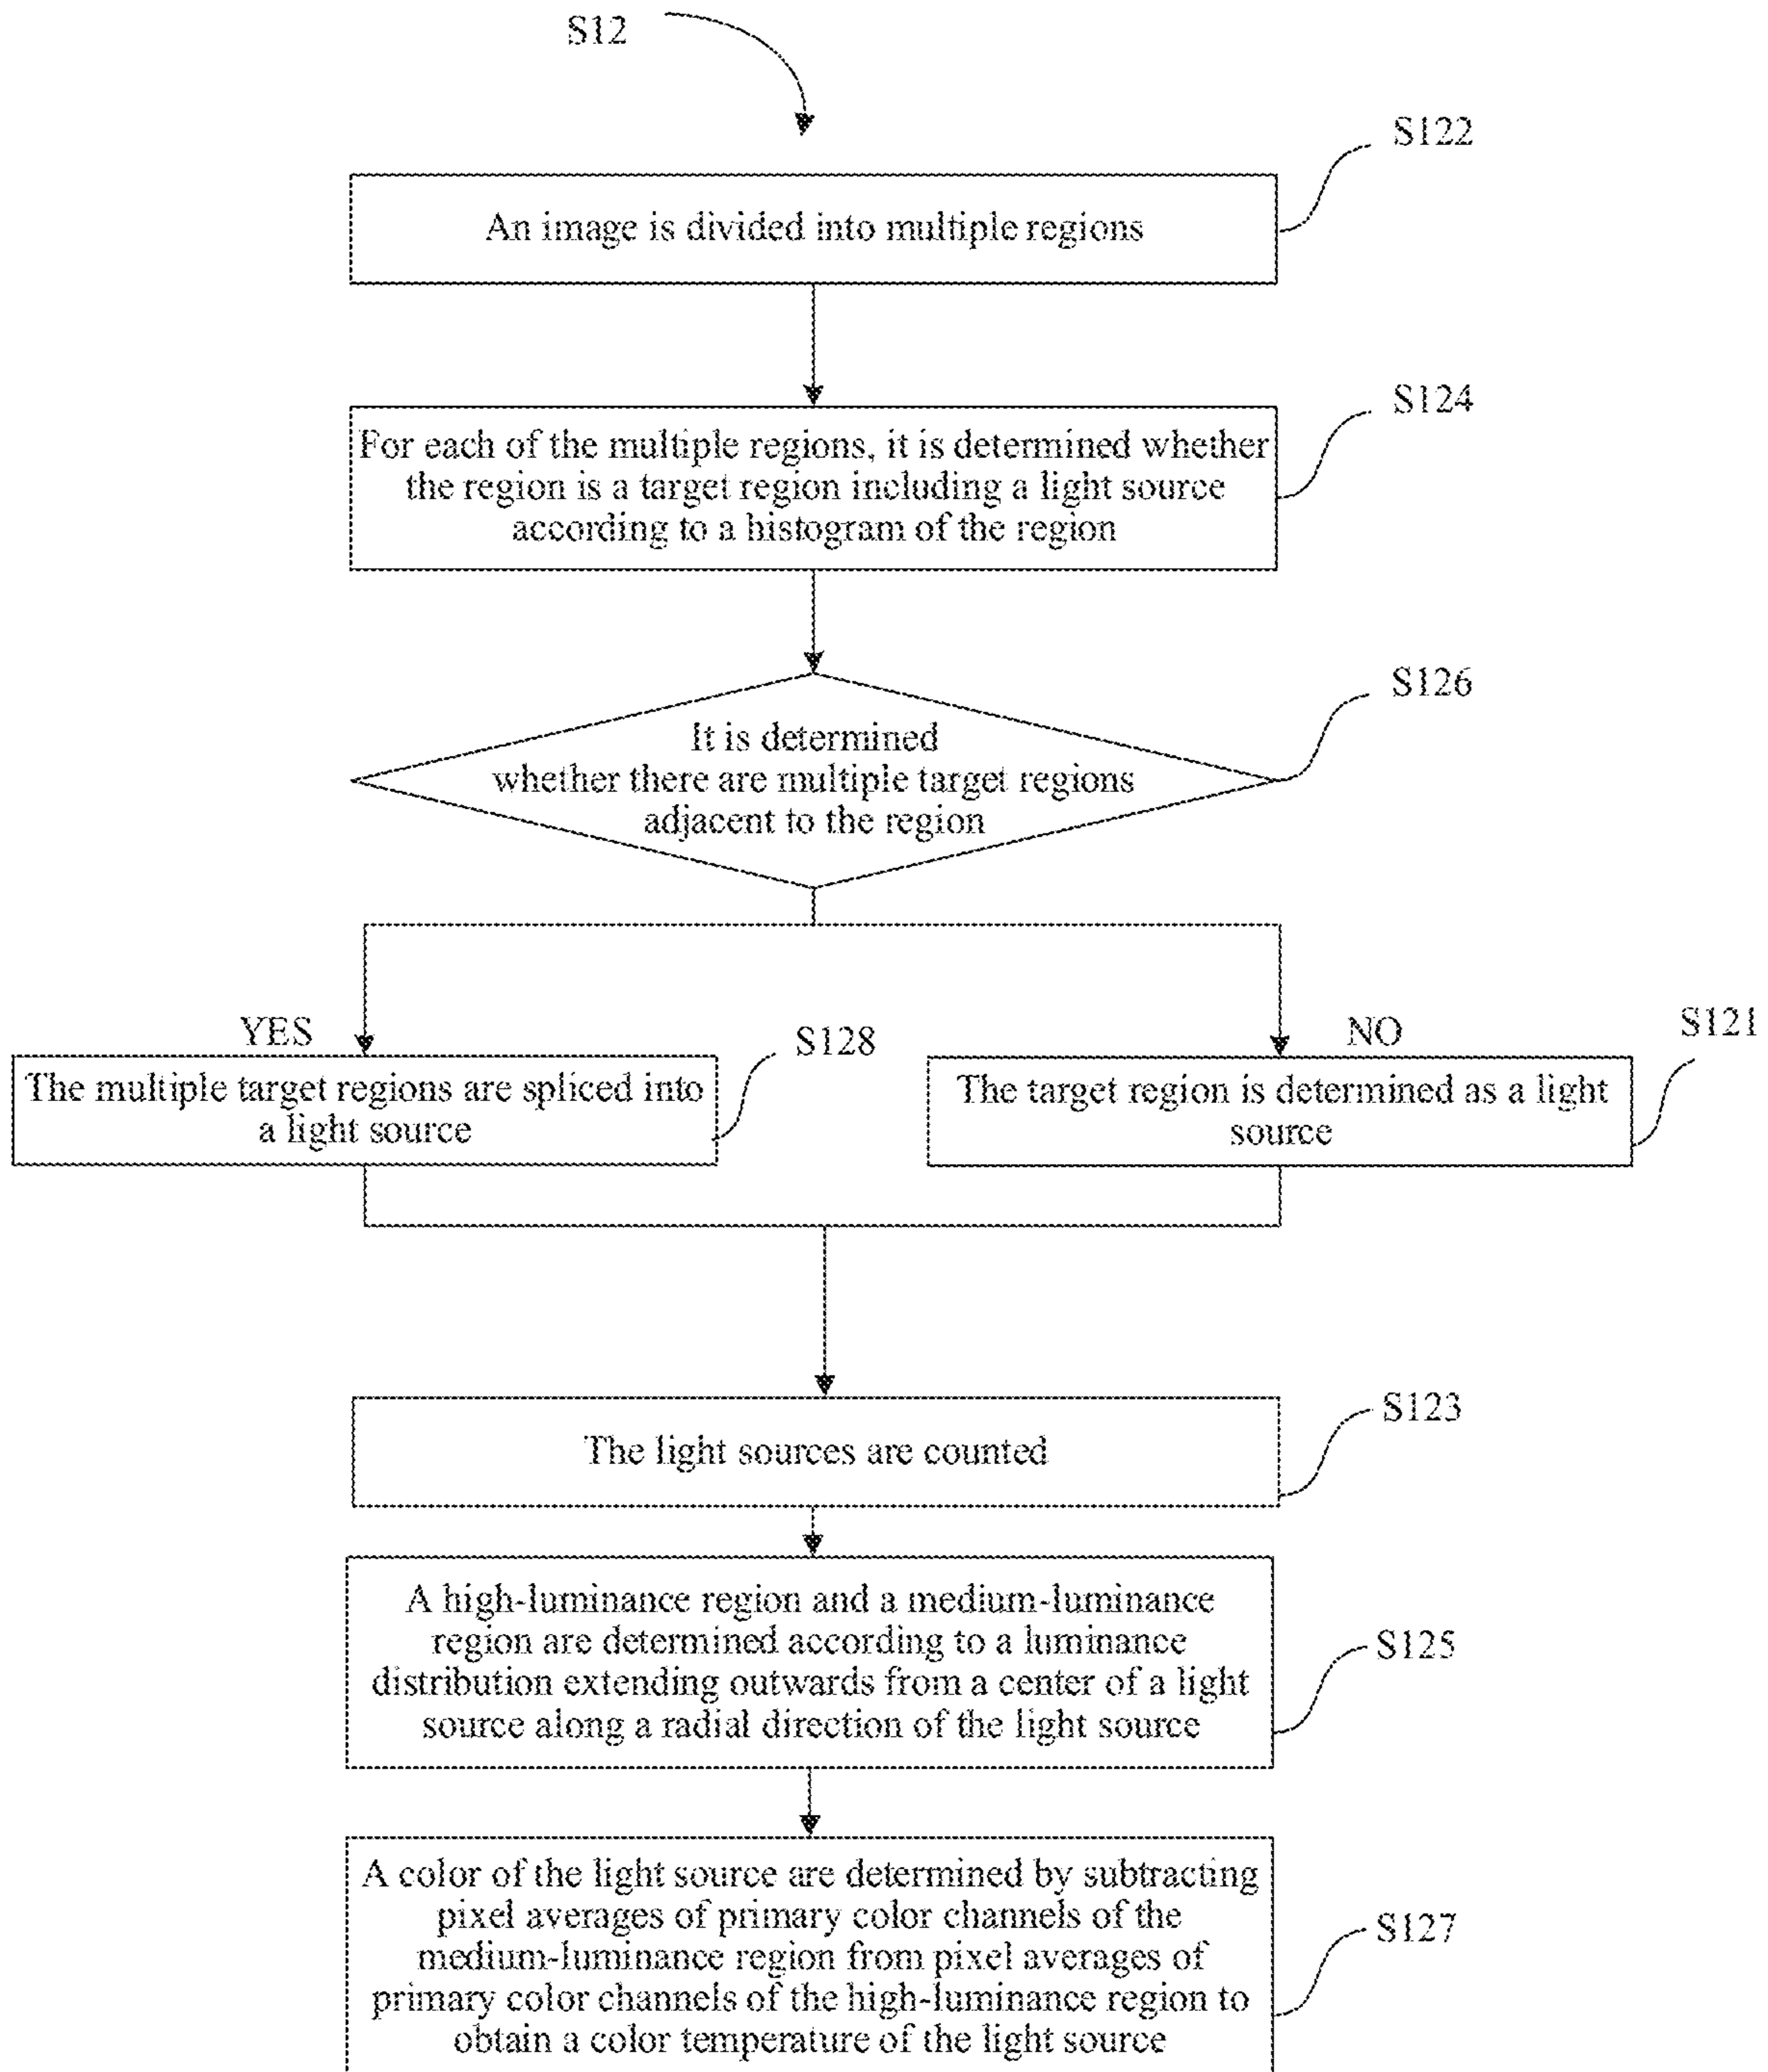 S12
S122
An image is divided into multiple regions
S124
For each of the multiple regions, it is determined whether
the region is a target region including a light source
according to a histogram of the region
S126
It is determined
whether there are multiple target regions
adjacent to the region
YES
S128
NO
S121
The multiple target regions are spliced into
a light source
The target region is determined as a light
source
S123
The light sources are counted
A high-luminance region and a medium-luminance
region are determined according to a luminance
distribution extending outwards from a center of a light
source along a radial direction of the light source
S125
A color of the light source are determined by subtracting
pixel averages of primary color channels of the
medium-luminance region from pixel averages of
primary color channels of the high-luminance region to
obtain a color temperature of the light source
S127